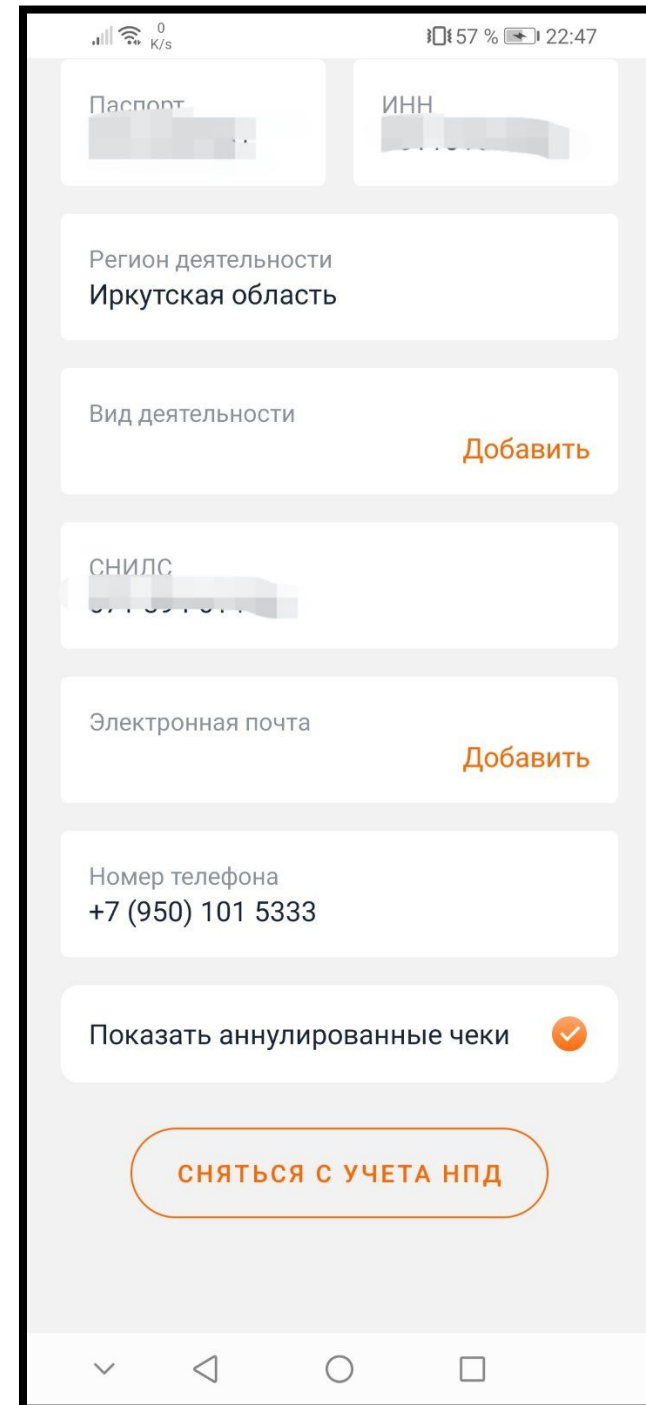 0
K/s
57 % 22:47
Паспорт ИНН
Регион деятельности
Иркутская область
Вид деятельности
Добавить
СНИЛС
Электронная почта
Добавить
Номер телефона
+7 (950) 101 5333
Показать аннулированные чеки
СНЯТЬСЯ С УЧЕТА НПД